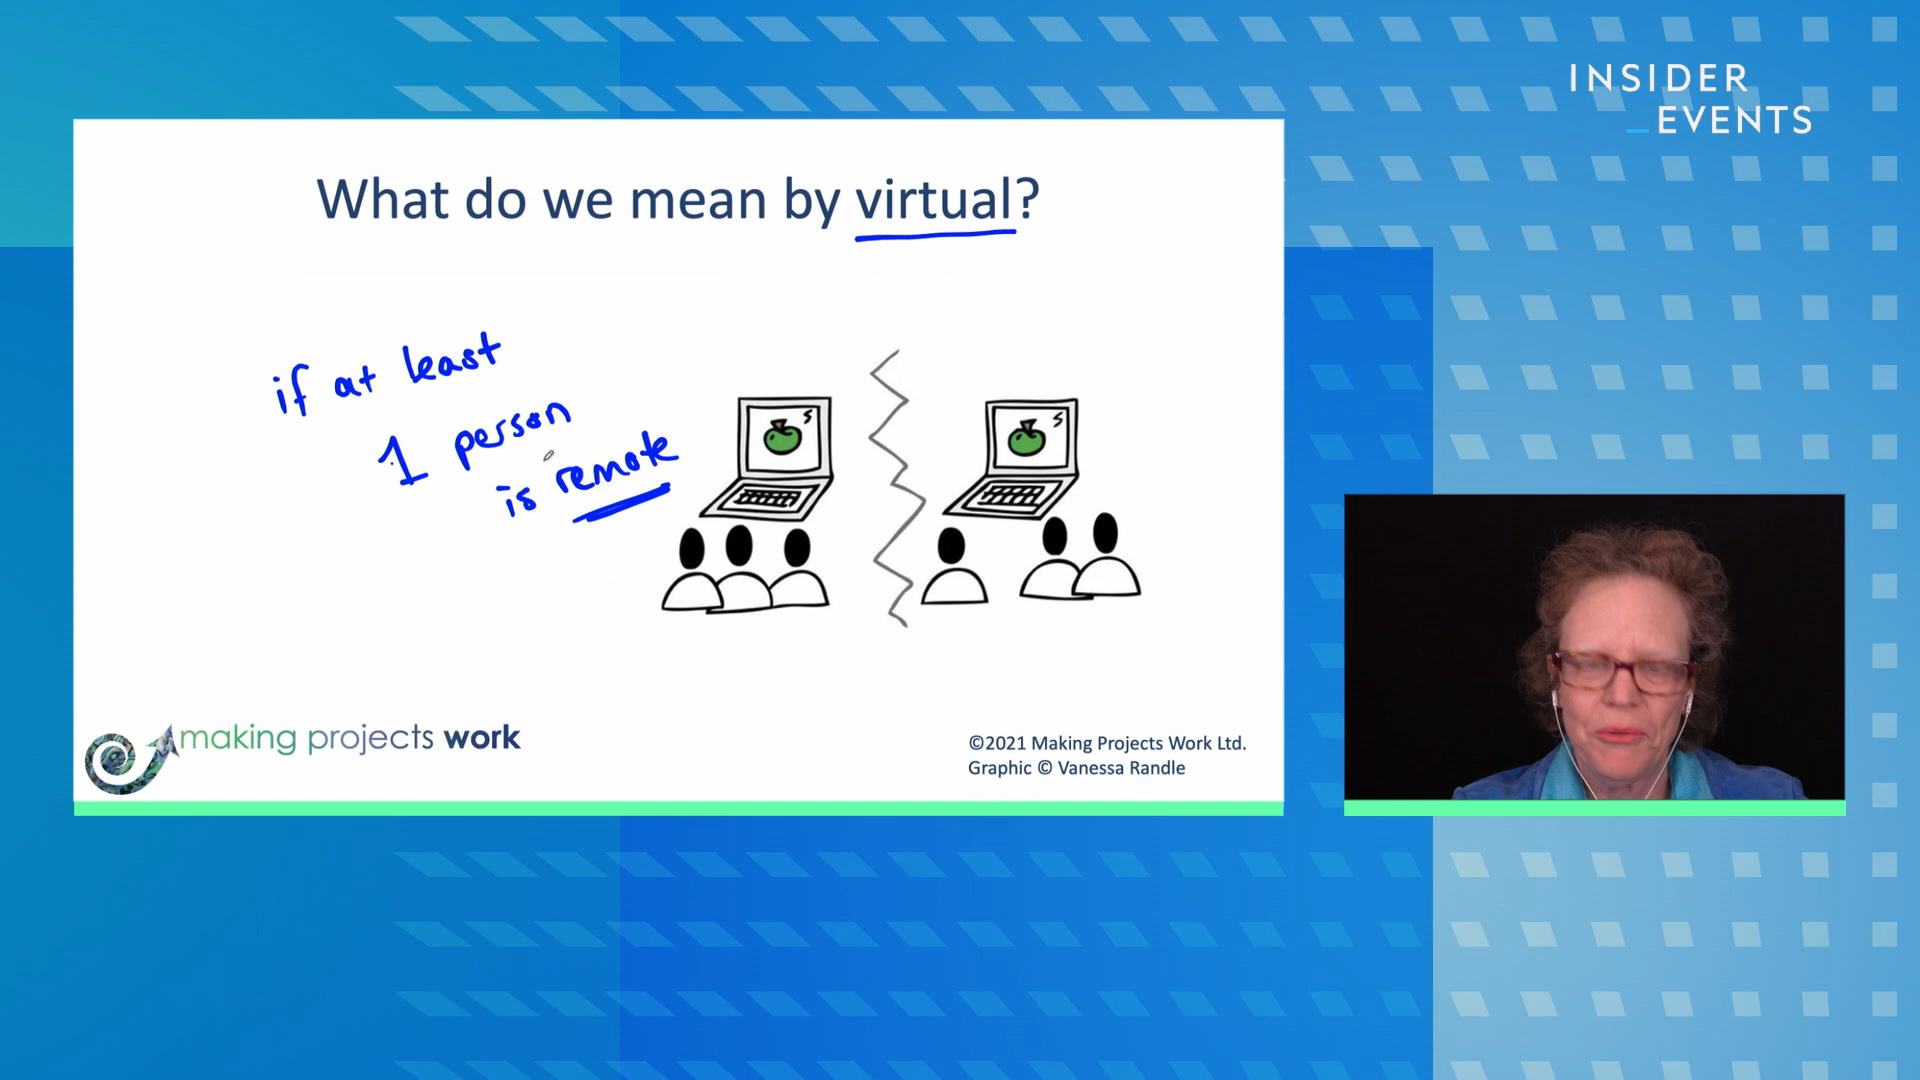 INSIDER
_EVENTS
What do we mean by virtual?
if at least
1 person
is remote
making projects work
©2021 Making Projects Work Ltd.
Graphic © Vanessa Randle